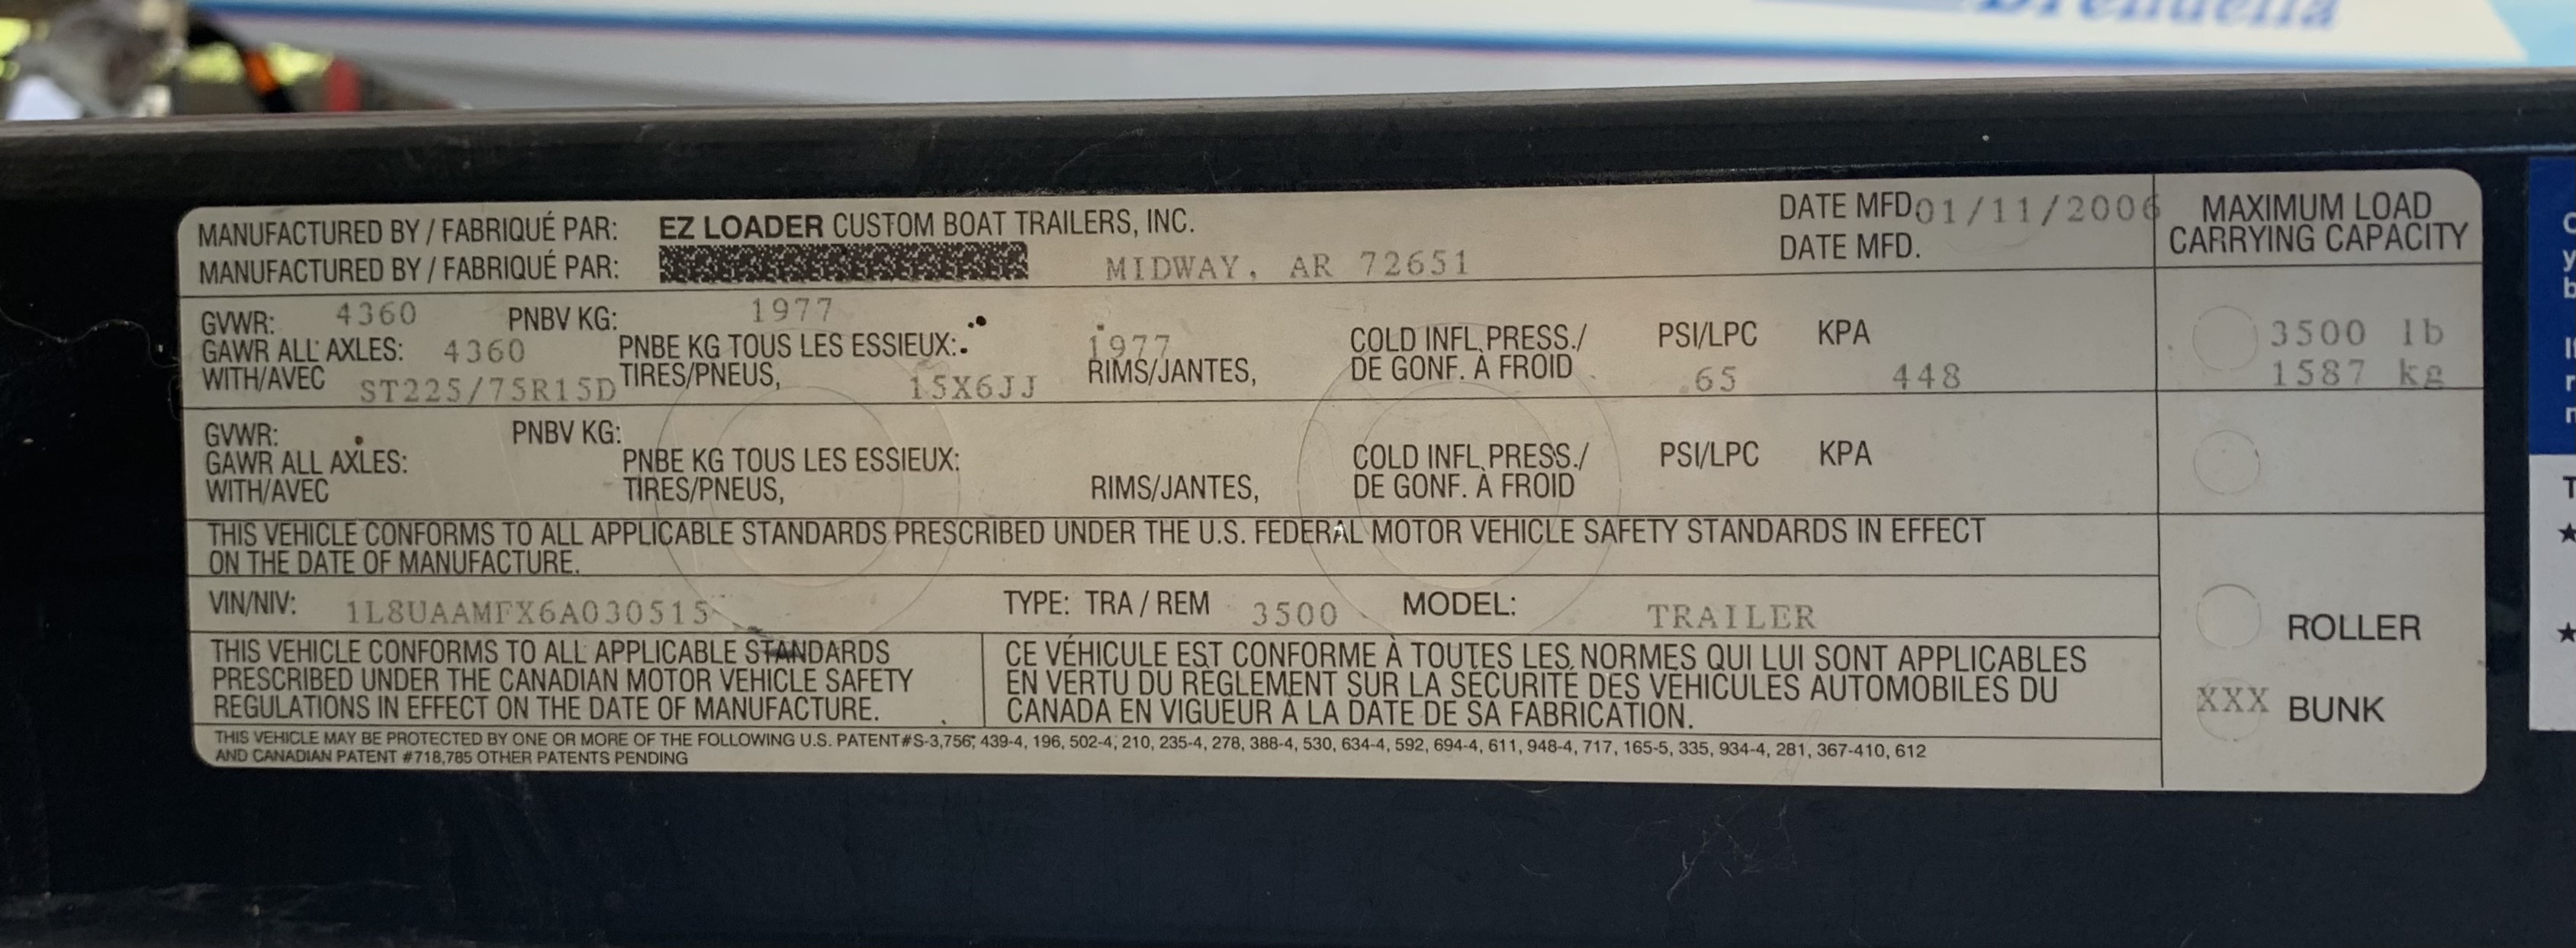 Brendella
MANUFACTURED BY / FABRIQUÉ PAR: EZ LOADER CUSTOM BOAT TRAILERS, INC. DATE MFD. 01/11/2006
MANUFACTURED BY / FABRIQUÉ PAR: MIDWAY, AR 72651 DATE MFD.
MAXIMUM LOAD
CARRYING CAPACITY
GVWR: 4360 PNBV KG: 1977
GAWR ALL AXLES: 4360 PNBE KG TOUS LES ESSIEUX: 1977 COLD INFL. PRESS./ PSI/LPC KPA
WITH/AVEC ST225/75R15D TIRES/PNEUS, 15X6JJ RIMS/JANTES, DE GONF. À FROID 65 448
3500 lb
1587 kg
GVWR: PNBV KG:
GAWR ALL AXLES: PNBE KG TOUS LES ESSIEUX: COLD INFL. PRESS./ PSI/LPC KPA
WITH/AVEC TIRES/PNEUS, RIMS/JANTES, DE GONF. À FROID
THIS VEHICLE CONFORMS TO ALL APPLICABLE STANDARDS PRESCRIBED UNDER THE U.S. FEDERAL MOTOR VEHICLE SAFETY STANDARDS IN EFFECT
ON THE DATE OF MANUFACTURE.
VIN/NIV: 1L8UAAMFX6A030515 TYPE: TRA / REM 3500 MODEL: TRAILER
THIS VEHICLE CONFORMS TO ALL APPLICABLE STANDARDS
PRESCRIBED UNDER THE CANADIAN MOTOR VEHICLE SAFETY
REGULATIONS IN EFFECT ON THE DATE OF MANUFACTURE.
CE VÉHICULE EST CONFORME À TOUTES LES NORMES QUI LUI SONT APPLICABLES
EN VERTU DU RÈGLEMENT SUR LA SÉCURITÉ DES VÉHICULES AUTOMOBILES DU
CANADA EN VIGUEUR À LA DATE DE SA FABRICATION.
ROLLER
XXX BUNK
THIS VEHICLE MAY BE PROTECTED BY ONE OR MORE OF THE FOLLOWING U.S. PATENT#S-3,756, 439-4, 196, 502-4, 210, 235-4, 278, 388-4, 530, 634-4, 592, 694-4, 611, 948-4, 717, 165-5, 335, 934-4, 281, 367-410, 612
AND CANADIAN PATENT #718,785 OTHER PATENTS PENDING